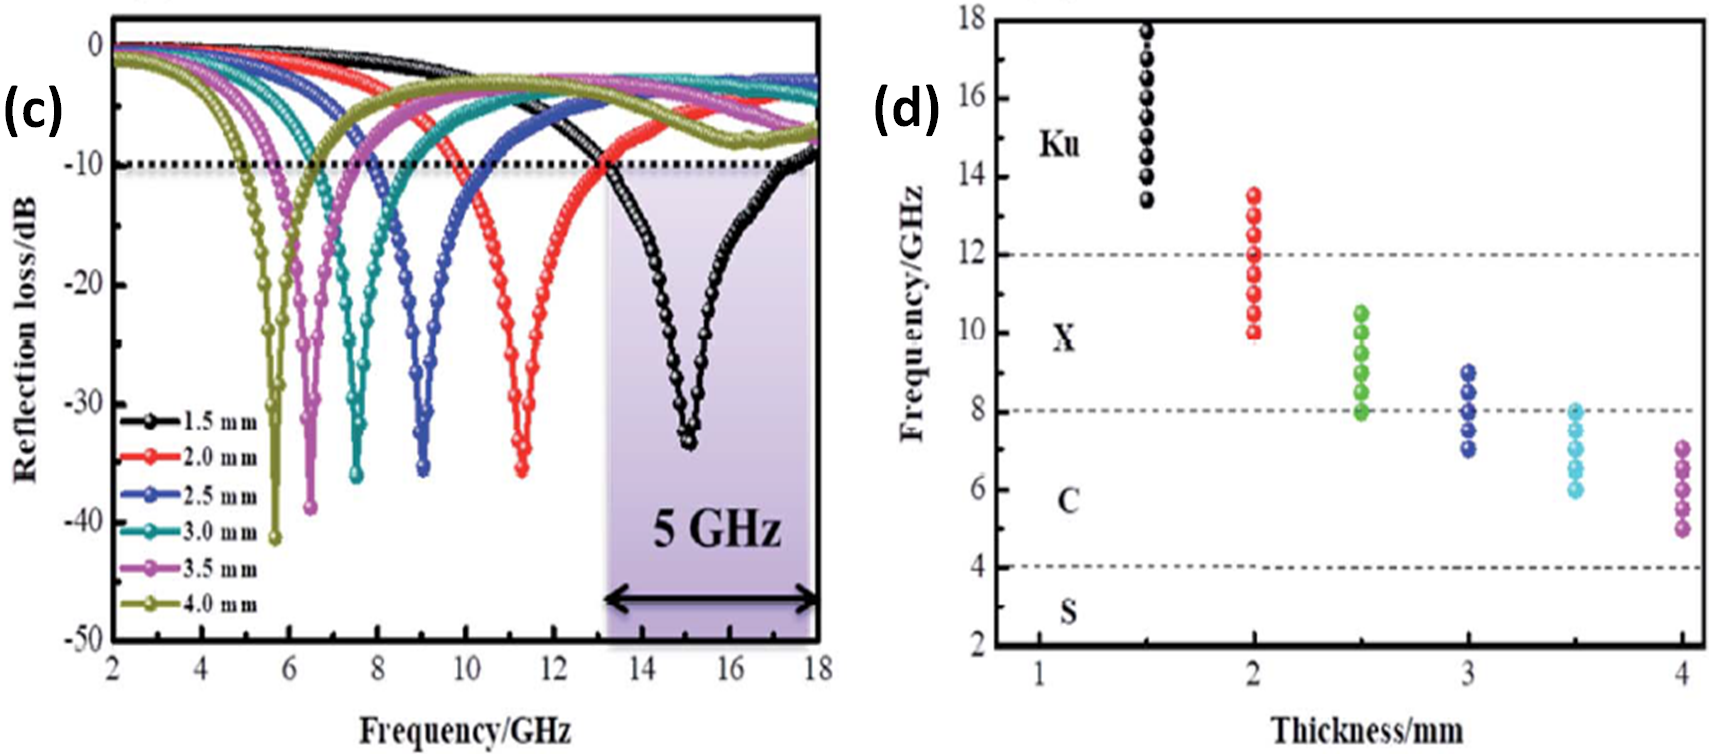 (c)
Reflection loss/dB
0
-10
-20
-30
-40
-50
1.5 mm
2.0 mm
2.5 mm
3.0 mm
3.5 mm
4.0 mm
5 GHz
2 4 6 8 10 12 14 16 18
Frequency/GHz
(d)
Frequency/GHz
18
16
14
12
10
8
6
4
2
Ku
X
C
S
1 2 3 4
Thickness/mm